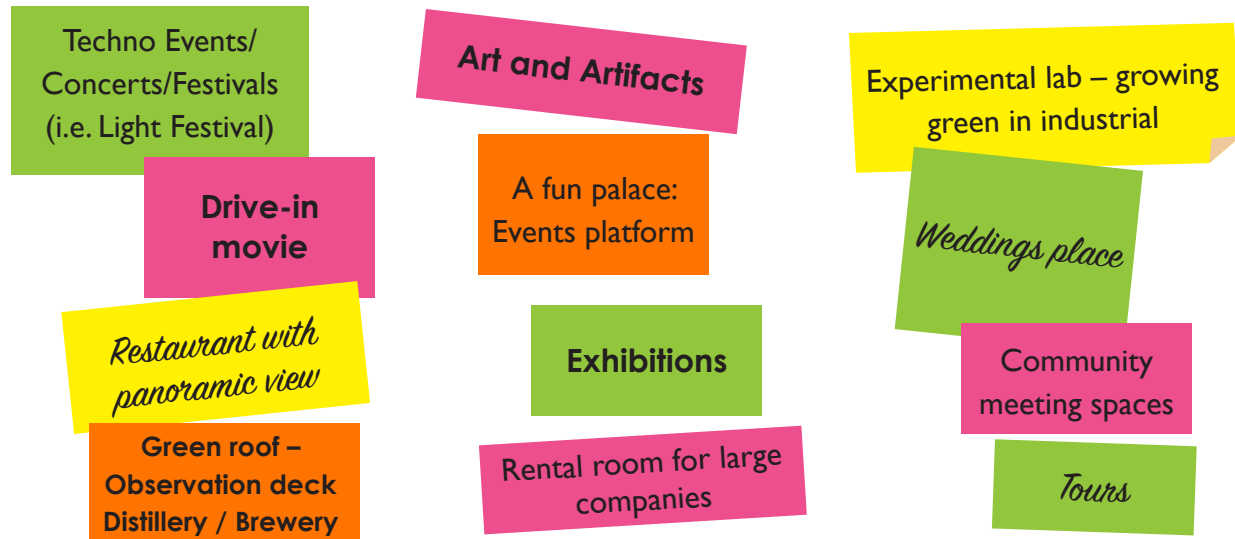 Techno Events/
Concerts/Festivals
(i.e. Light Festival)
Drive-in
movie
Restaurant with
panoramic view
Green roof –
Observation deck
Distillery / Brewery
Art and Artifacts
A fun palace:
Events platform
Exhibitions
Rental room for large
companies
Experimental lab – growing
green in industrial
Weddings place
Community
meeting spaces
Tours